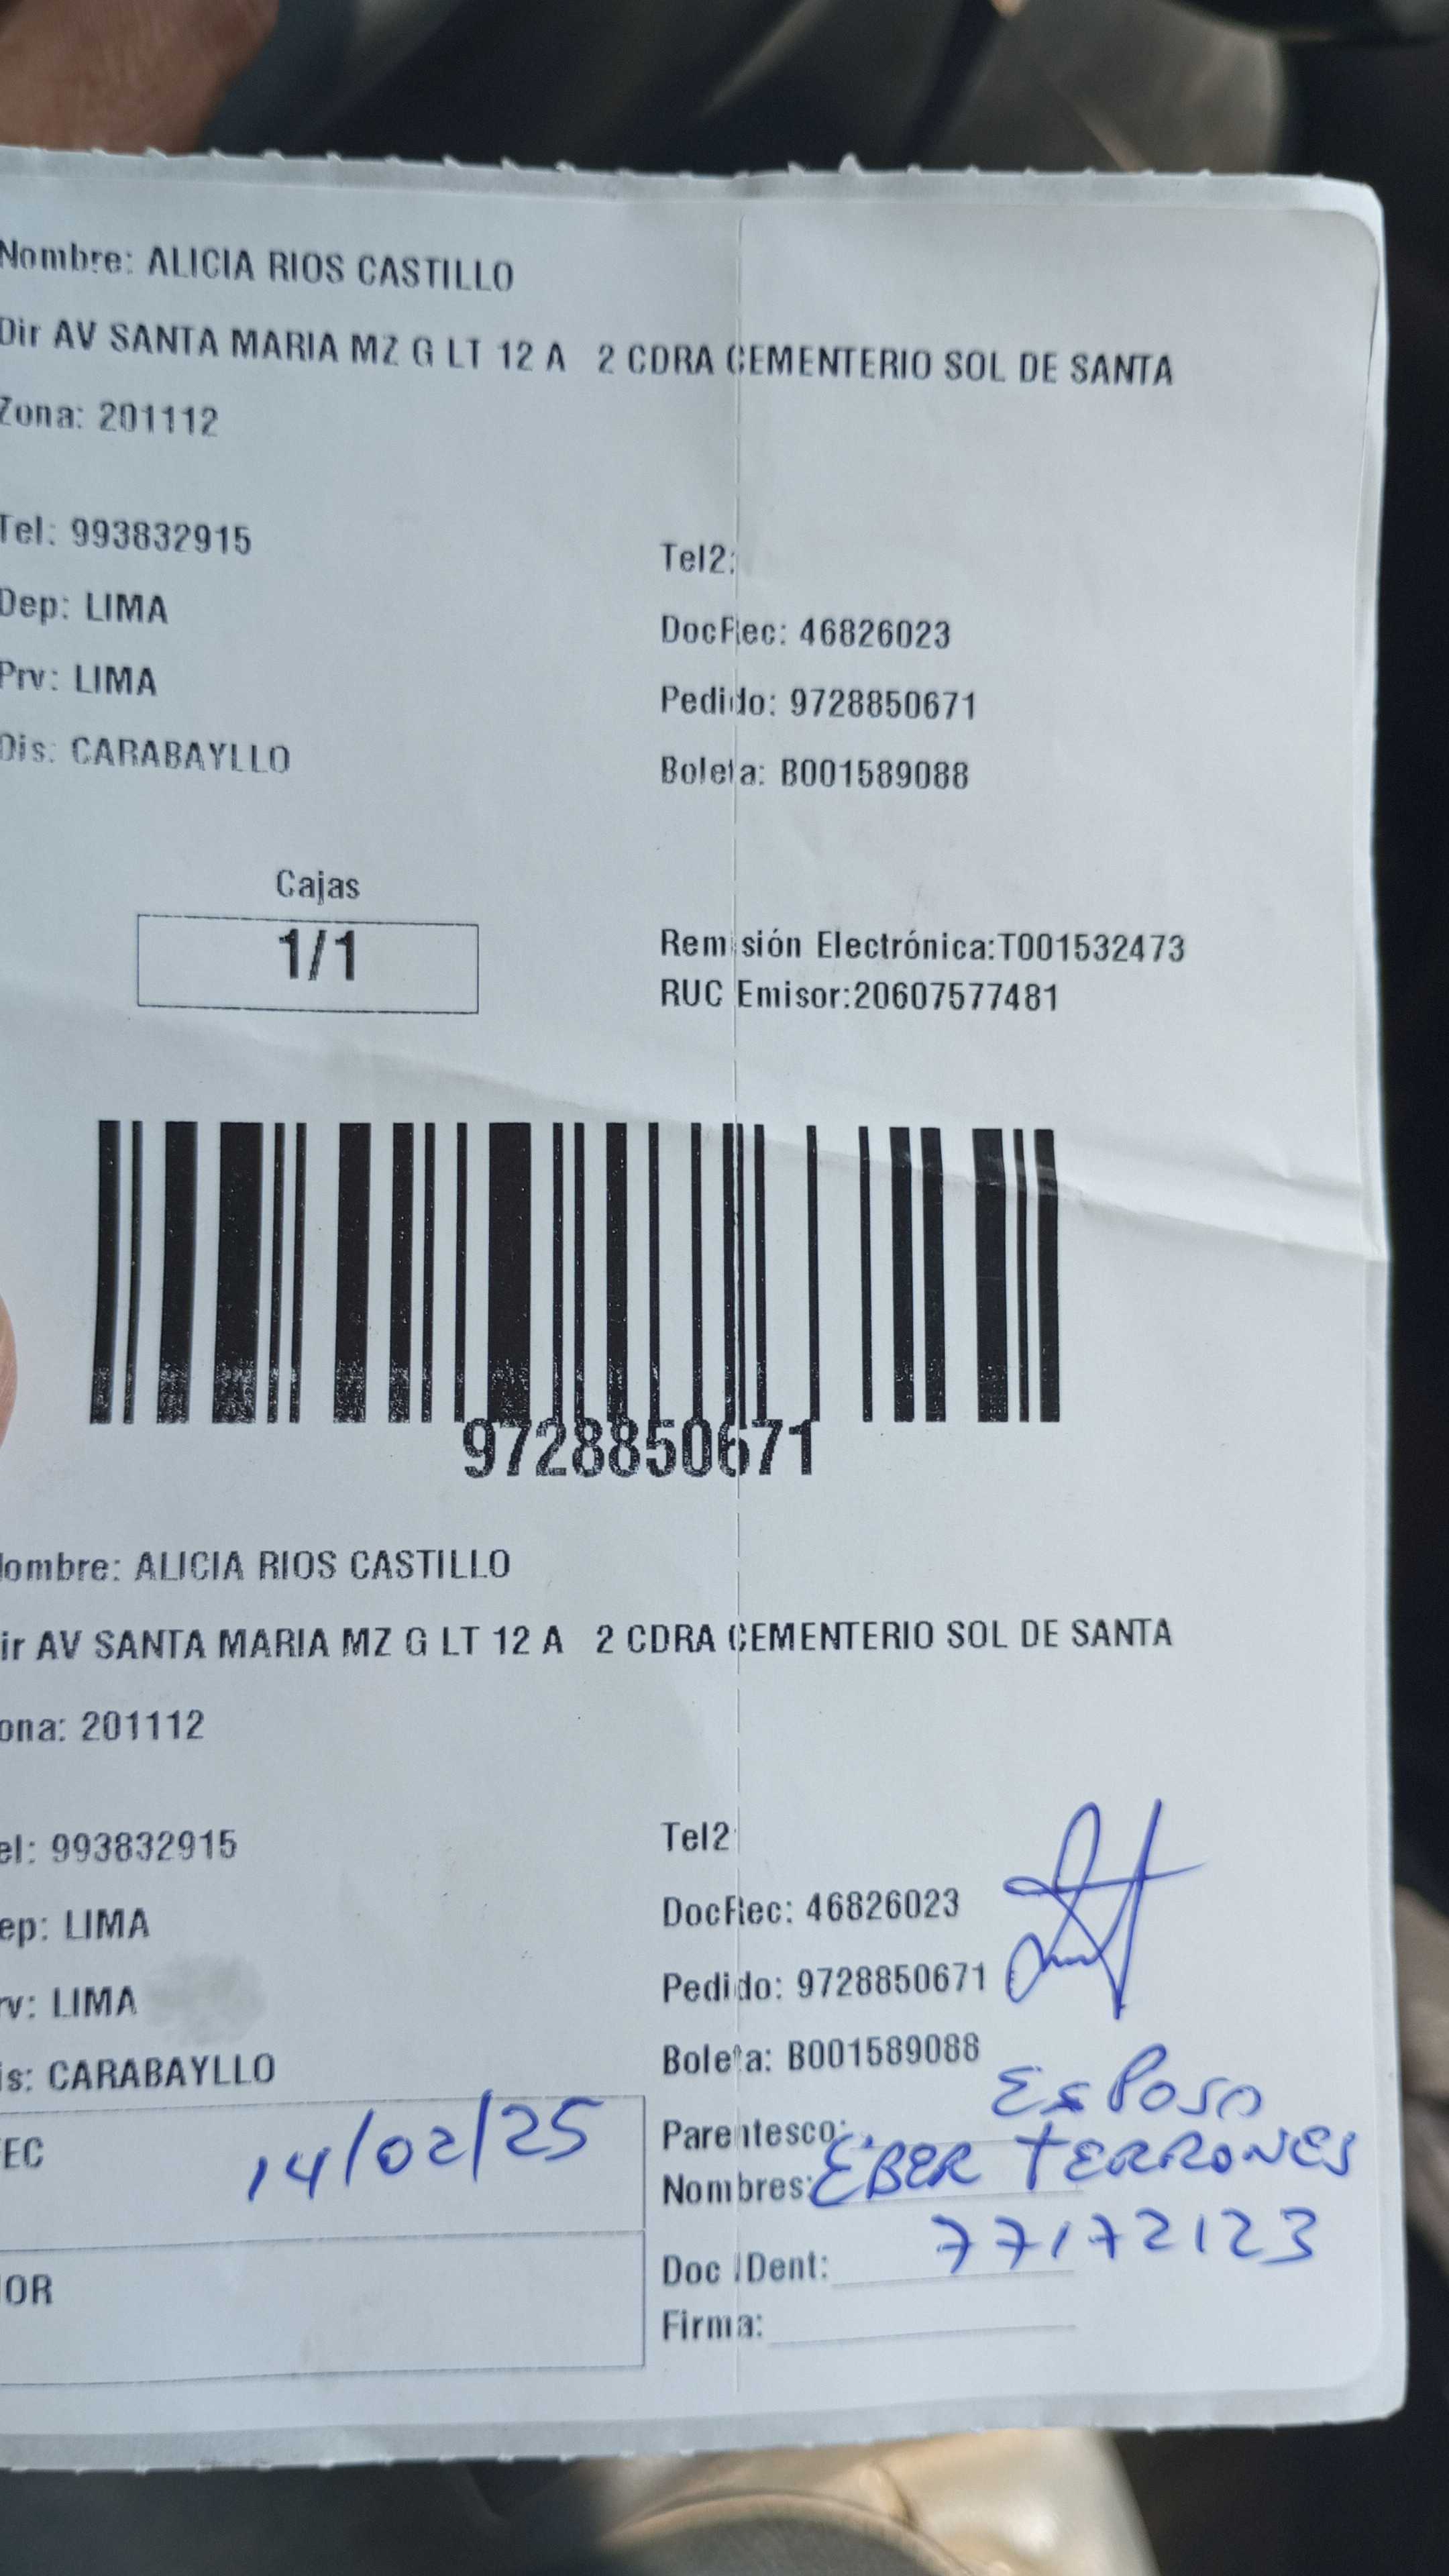 Nombre: ALICIA RIOS CASTILLO
Dir AV SANTA MARIA MZ G LT 12 A 2 CDRA CEMENTERIO SOL DE SANTA
Zona: 201112
Tel: 993832915
Tel2:
Dep: LIMA
DocRec: 46826023
Prv: LIMA
Pedido: 9728850671
Dis: CARABAYLLO
Boleta: B001589088
Cajas
1/1
Remisión Electrónica:T001532473
RUC Emisor:20607577481
9728850671
ombre: ALICIA RIOS CASTILLO
ir AV SANTA MARIA MZ G LT 12 A 2 CDRA CEMENTERIO SOL DE SANTA
ona: 201112
el: 993832915
Tel2
ep: LIMA
DocRec: 46826023
rv: LIMA
Pedido: 9728850671
is: CARABAYLLO
Boleta: B001589088
EC 14/02/25
Parentesco: Esposo
Nombres: EBER TERRONES
OR
Doc IDent: 77172123
Firma: